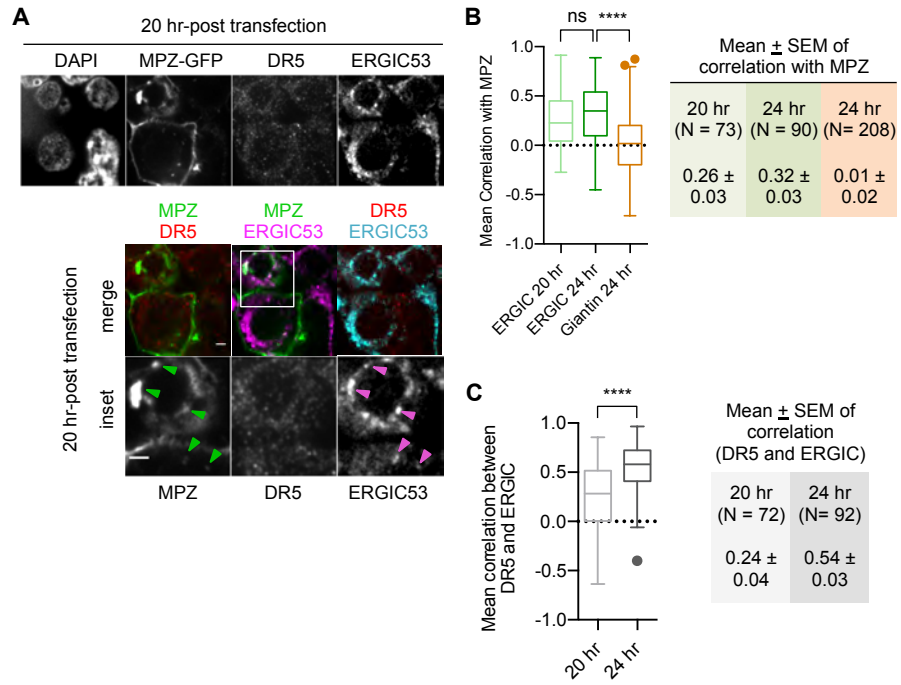 A
20 hr-post transfection
DAPI MPZ-GFP DR5 ERGIC53
MPZ
DR5
MPZ
ERGIC53
DR5
ERGIC53
20 hr-post transfection
merge
inset
MPZ DR5 ERGIC53
B
ns ****
Mean Correlation with MPZ
1.0
0.5
0.0
-0.5
-1.0
ERGIC 20 hr
ERGIC 24 hr
Giantin 24 hr
Mean ± SEM of
correlation with MPZ
20 hr 24 hr 24 hr
(N = 73) (N = 90) (N= 208)
0.26 ± 0.32 ± 0.01 ±
0.03 0.03 0.02
C
****
Mean correlation between
DR5 and ERGIC
1.0
0.5
0.0
-0.5
-1.0
20 hr
24 hr
Mean ± SEM of
correlation
(DR5 and ERGIC)
20 hr 24 hr
(N = 72) (N= 92)
0.24 ± 0.54 ±
0.04 0.03